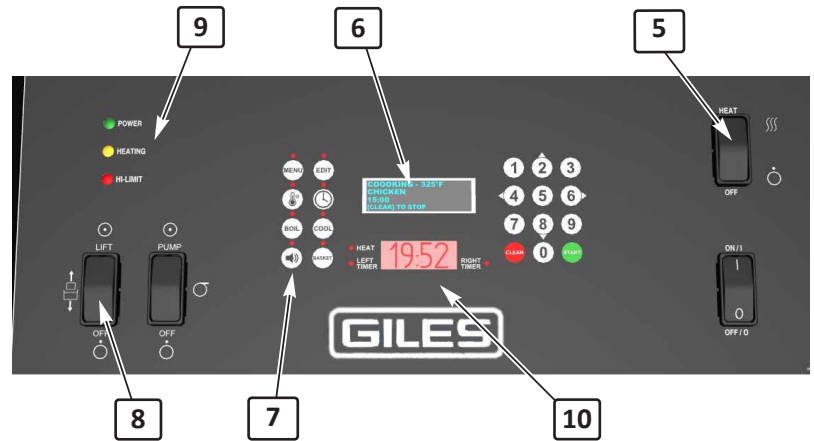 9
6
5
HEAT
OFF
POWER
HEATING
HI-LIMIT
MENU
EDIT
BOIL
COOL
BASKET
COOOKING - 325°F
CHICKEN
15:00
[CLEAR] TO STOP
1 2 3
4 5 6
7 8 9
CLEAR 0 START
HEAT
LEFT TIMER
19:52
RIGHT TIMER
LIFT
OFF
PUMP
OFF
ON / I
I
O
OFF / O
GILES
8
7
10